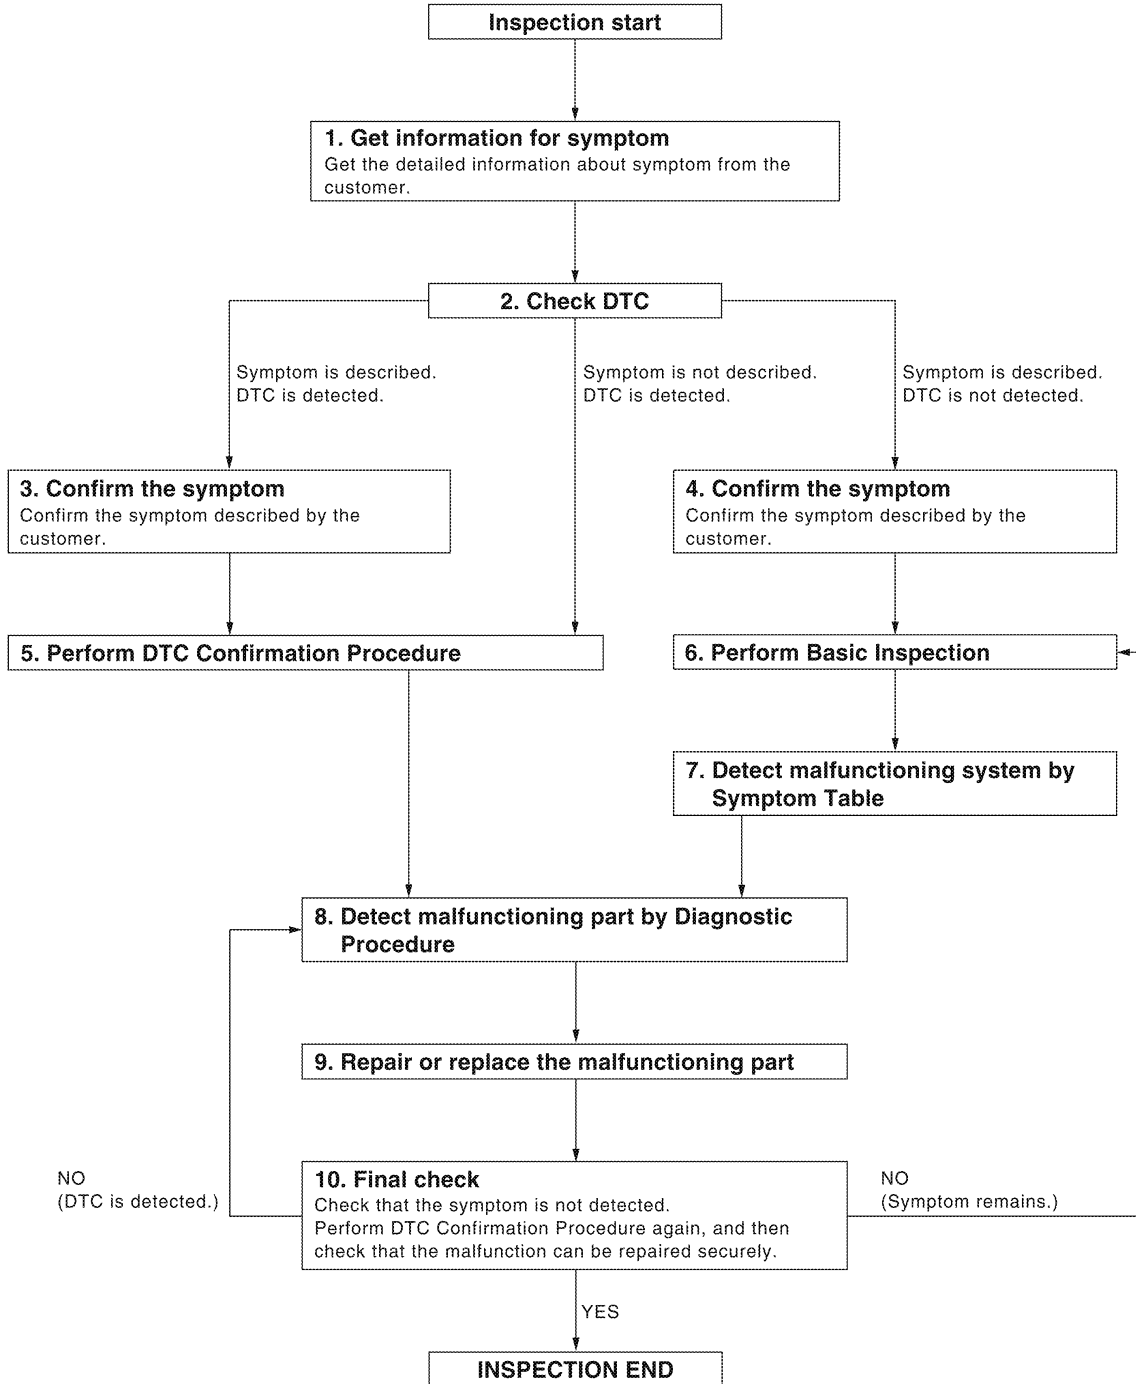 Inspection start
1. Get information for symptom
Get the detailed information about symptom from the
customer.
2. Check DTC
Symptom is described.
DTC is detected.
Symptom is not described.
DTC is detected.
Symptom is described.
DTC is not detected.
3. Confirm the symptom
Confirm the symptom described by the
customer.
4. Confirm the symptom
Confirm the symptom described by the
customer.
5. Perform DTC Confirmation Procedure
6. Perform Basic Inspection
7. Detect malfunctioning system by
Symptom Table
8. Detect malfunctioning part by Diagnostic
Procedure
9. Repair or replace the malfunctioning part
NO
(DTC is detected.)
10. Final check
Check that the symptom is not detected.
Perform DTC Confirmation Procedure again, and then
check that the malfunction can be repaired securely.
NO
(Symptom remains.)
YES
INSPECTION END